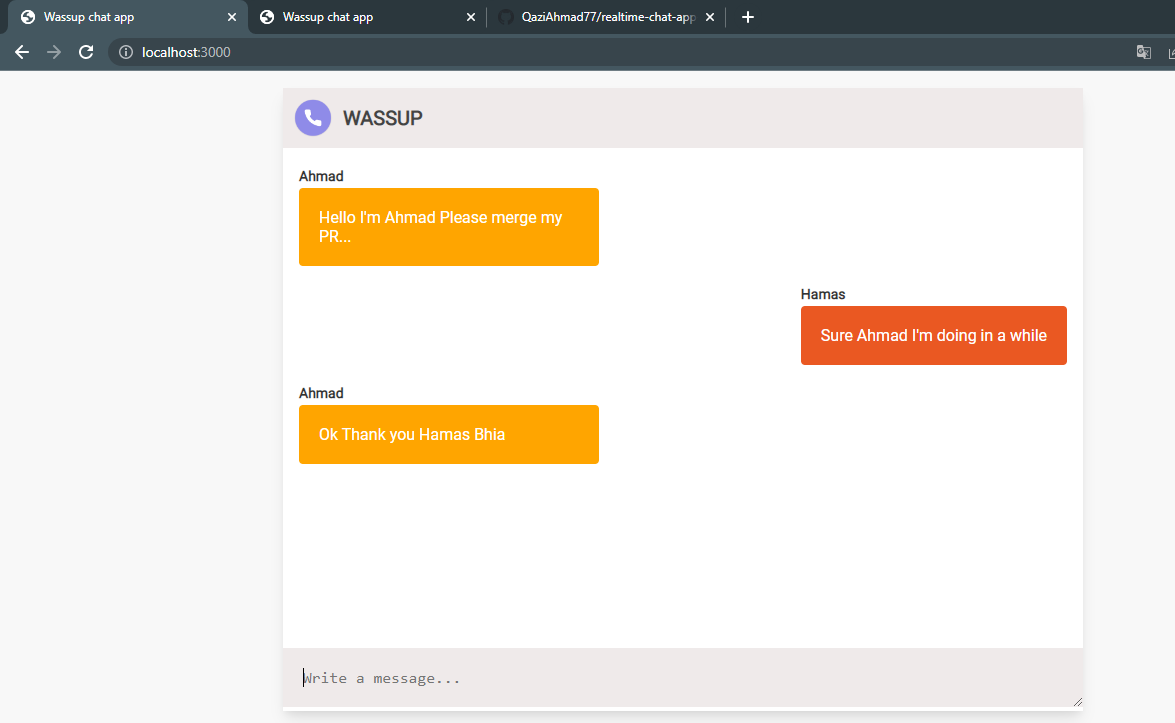 Wassup chat app
Wassup chat app
QaziAhmad77/realtime-chat-app
localhost:3000
WASSUP
Ahmad
Hello I'm Ahmad Please merge my
PR...
Hamas
Sure Ahmad I'm doing in a while
Ahmad
Ok Thank you Hamas Bhia
Write a message...